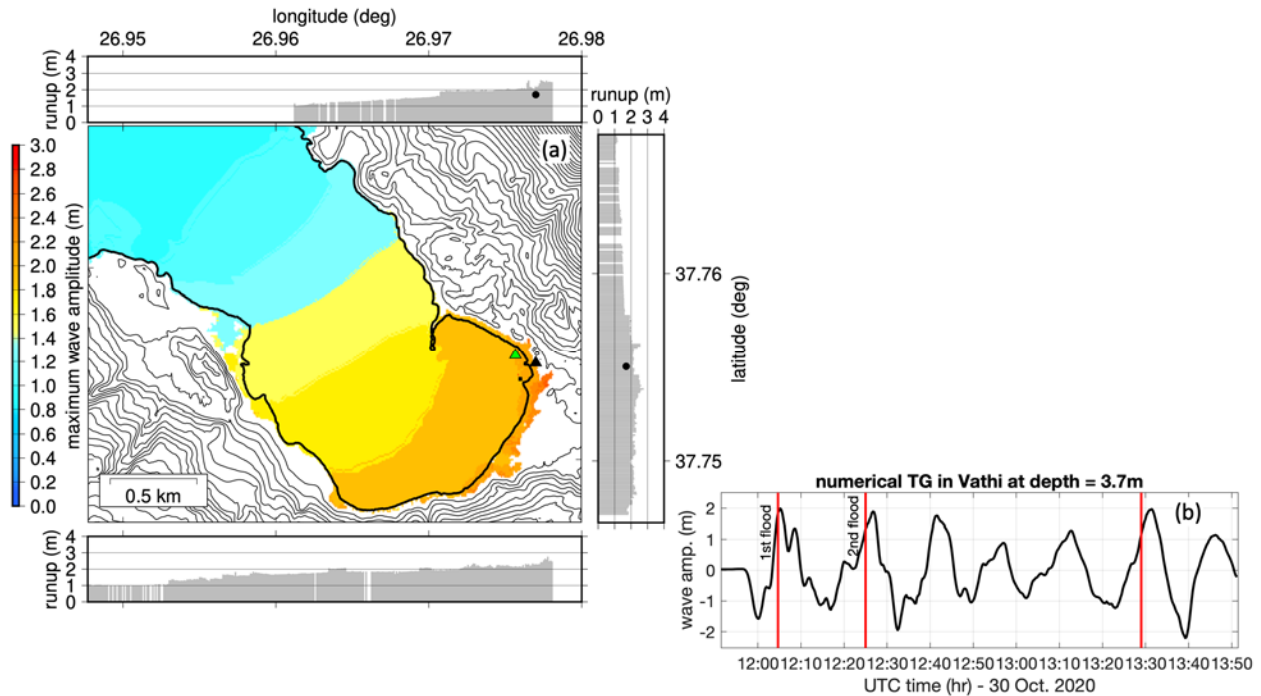 longitude (deg)
26.95 26.96 26.97 26.98
runup (m)
4
3
2
1
0
runup (m)
0 1 2 3 4
(a)
maximum wave amplitude (m)
3.0
2.8
2.6
2.4
2.2
2.0
1.8
1.6
1.4
1.2
1.0
0.8
0.6
0.4
0.2
0.0
0.5 km
37.76
37.75
latitude (deg)
runup (m)
4
3
2
1
0
numerical TG in Vathi at depth = 3.7m
(b)
1st flood
2nd flood
wave amp. (m)
2
1
0
-1
-2
12:00 12:10 12:20 12:30 12:40 12:50 13:00 13:10 13:20 13:30 13:40 13:50
UTC time (hr) - 30 Oct. 2020